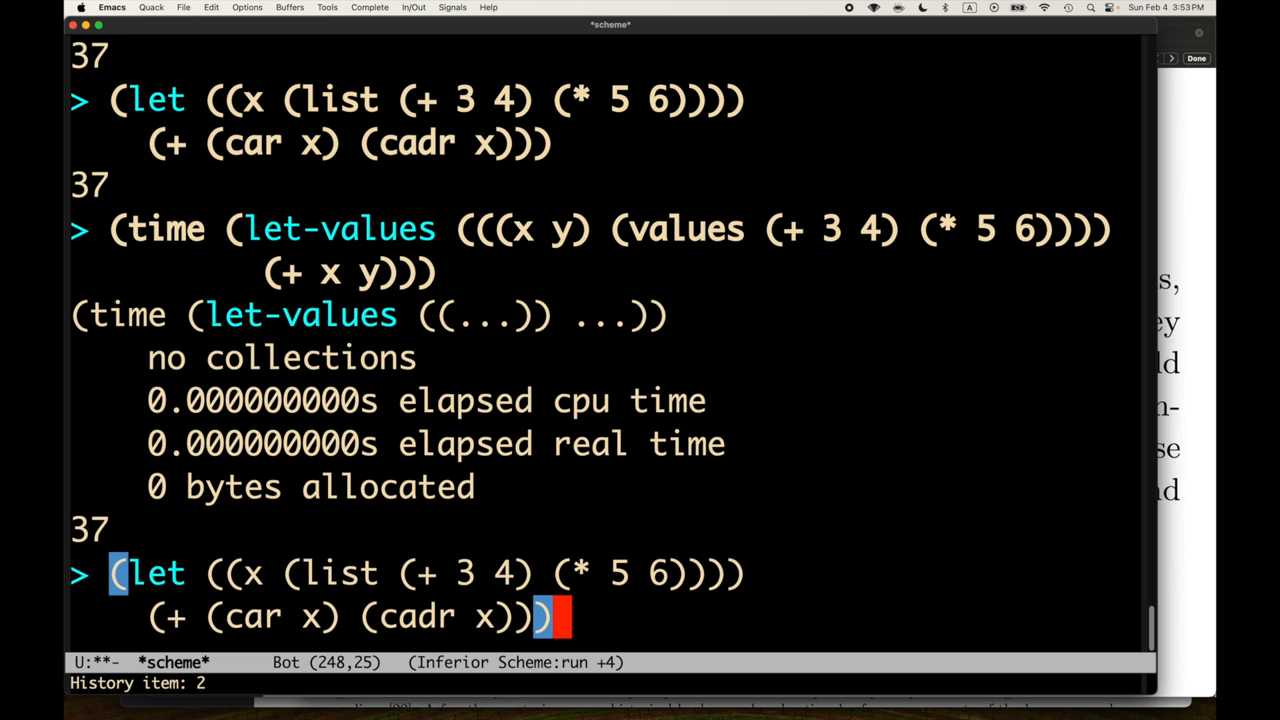 Emacs Quack File Edit Options Buffers Tools Complete In/Out Signals Help A Sun Feb 4 3:53 PM
*scheme*
Done
37
> (let ((x (list (+ 3 4) (* 5 6))))
(+ (car x) (cadr x)))
37
> (time (let-values (((x y) (values (+ 3 4) (* 5 6))))
(+ x y)))
(time (let-values ((...)) ...))
no collections
0.000000000s elapsed cpu time
0.000000000s elapsed real time
0 bytes allocated
37
> (let ((x (list (+ 3 4) (* 5 6))))
(+ (car x) (cadr x)))
U:**- *scheme* Bot (248,25) (Inferior Scheme:run +4)
History item: 2